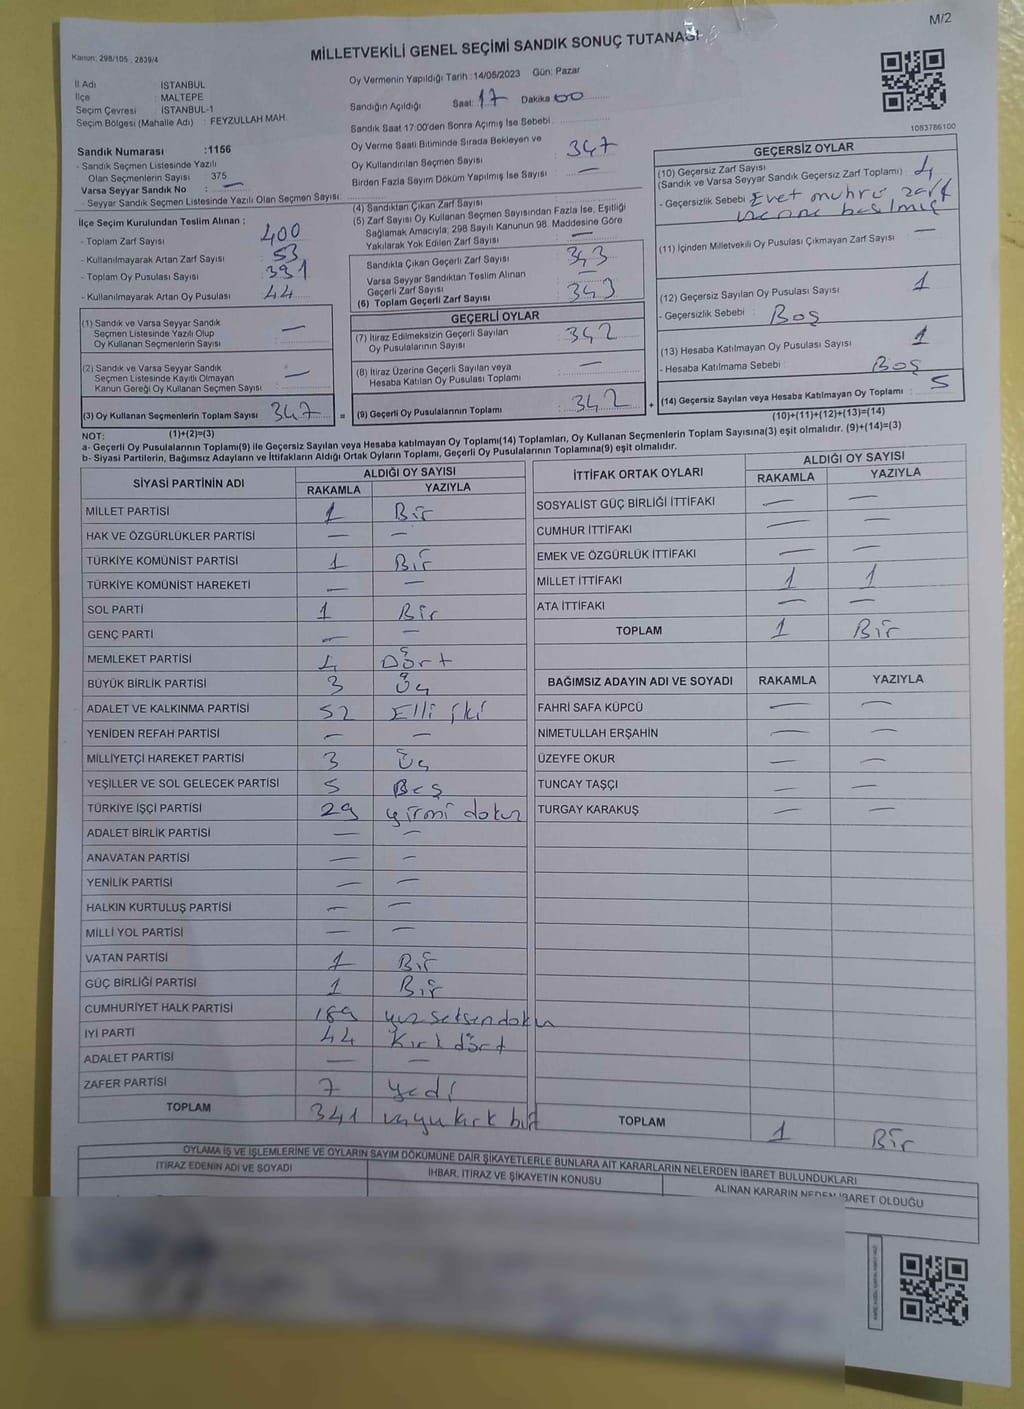 M/2
Kanun: 298/105 , 2839/4
MİLLETVEKİLİ GENEL SEÇİMİ SANDIK SONUÇ TUTANAĞI
İl Adı İSTANBUL
İlçe MALTEPE
Seçim Çevresi İSTANBUL-1
Seçim Bölgesi (Mahalle Adı) : FEYZULLAH MAH.
Sandık Numarası :1156
- Sandık Seçmen Listesinde Yazılı
Olan Seçmenlerin Sayısı 375
Varsa Seyyar Sandık No : —
- Seyyar Sandık Seçmen Listesinde Yazılı Olan Seçmen Sayısı :
Oy Vermenin Yapıldığı Tarih :14/05/2023 Gün: Pazar
Sandığın Açıldığı Saat: 17 Dakika 00
Sandık Saat 17:00'den Sonra Açmış İse Sebebi :
Oy Verme Saati Bitiminde Sırada Bekleyen ve
Oy Kullandırılan Seçmen Sayısı 347
Birden Fazla Sayım Döküm Yapılmış İse Sayısı : —
1083786100
İlçe Seçim Kurulundan Teslim Alınan :
- Toplam Zarf Sayısı : 400
- Kullanılmayarak Artan Zarf Sayısı : 53
- Toplam Oy Pusulası Sayısı : 391
- Kullanılmayarak Artan Oy Pusulası : 44
(1) Sandık ve Varsa Seyyar Sandık
Seçmen Listesinde Yazılı Olup
Oy Kullanan Seçmenlerin Sayısı : —
(2) Sandık ve Varsa Seyyar Sandık
Seçmen Listesinde Kayıtlı Olmayan
Kanun Gereği Oy Kullanan Seçmen Sayısı : —
(3) Oy Kullanan Seçmenlerin Toplam Sayısı : 347 =
(1)+(2)=(3)
(4) Sandıktan Çıkan Zarf Sayısı :
(5) Zarf Sayısı Oy Kullanan Seçmen Sayısından Fazla İse, Eşitliği
Sağlamak Amacıyla, 298 Sayılı Kanunun 98. Maddesine Göre
Yakılarak Yok Edilen Zarf Sayısı : —
Sandıkta Çıkan Geçerli Zarf Sayısı : 343
Varsa Seyyar Sandıktan Teslim Alınan
Geçerli Zarf Sayısı : —
(6) Toplam Geçerli Zarf Sayısı : 343
GEÇERLİ OYLAR
(7) İtiraz Edilmeksizin Geçerli Sayılan
Oy Pusulalarının Sayısı : 342
(8) İtiraz Üzerine Geçerli Sayılan veya
Hesaba Katılan Oy Pusulası Toplamı : —
(9) Geçerli Oy Pusulalarının Toplamı : 342 +
GEÇERSİZ OYLAR
(10) Geçersiz Zarf Sayısı
(Sandık ve Varsa Seyyar Sandık Geçersiz Zarf Toplamı) : 4
- Geçersizlik Sebebi : Evet mührü zarf
üzerine basılmış
(11) İçinden Milletvekili Oy Pusulası Çıkmayan Zarf Sayısı : —
(12) Geçersiz Sayılan Oy Pusulası Sayısı : 1
- Geçersizlik Sebebi : Boş
(13) Hesaba Katılmayan Oy Pusulası Sayısı : 1
- Hesaba Katılmama Sebebi : Boş
(14) Geçersiz Sayılan veya Hesaba Katılmayan Oy Toplamı : 5
(10)+(11)+(12)+(13)=(14)
NOT:
a- Geçerli Oy Pusulalarının Toplamı(9) ile Geçersiz Sayılan veya Hesaba katılmayan Oy Toplamı(14) Toplamları, Oy Kullanan Seçmenlerin Toplam Sayısına(3) eşit olmalıdır. (9)+(14)=(3)
b- Siyasi Partilerin, Bağımsız Adayların ve İttifakların Aldığı Ortak Oyların Toplamı, Geçerli Oy Pusulalarının Toplamına(9) eşit olmalıdır.
SİYASİ PARTİNİN ADI ALDIĞI OY SAYISI
RAKAMLA YAZIYLA
MİLLET PARTİSİ 1 Bir
HAK VE ÖZGÜRLÜKLER PARTİSİ — —
TÜRKİYE KOMÜNİST PARTİSİ 1 Bir
TÜRKİYE KOMÜNİST HAREKETİ — —
SOL PARTİ 1 Bir
GENÇ PARTİ — —
MEMLEKET PARTİSİ 4 Dört
BÜYÜK BİRLİK PARTİSİ 3 Üç
ADALET VE KALKINMA PARTİSİ 52 Elli iki
YENİDEN REFAH PARTİSİ — —
MİLLİYETÇİ HAREKET PARTİSİ 3 Üç
YEŞİLLER VE SOL GELECEK PARTİSİ 5 Beş
TÜRKİYE İŞÇİ PARTİSİ 29 yirmi dokuz
ADALET BİRLİK PARTİSİ — —
ANAVATAN PARTİSİ — —
YENİLİK PARTİSİ — —
HALKIN KURTULUŞ PARTİSİ — —
MİLLİ YOL PARTİSİ — —
VATAN PARTİSİ 1 Bir
GÜÇ BİRLİĞİ PARTİSİ 1 Bir
CUMHURİYET HALK PARTİSİ 189 yüz seksen doku
İYİ PARTİ 44 Kırk dört
ADALET PARTİSİ — —
ZAFER PARTİSİ 7 yedi
TOPLAM 341 kırk bir
İTTİFAK ORTAK OYLARI ALDIĞI OY SAYISI
RAKAMLA YAZIYLA
SOSYALİST GÜÇ BİRLİĞİ İTTİFAKI — —
CUMHUR İTTİFAKI — —
EMEK VE ÖZGÜRLÜK İTTİFAKI — —
MİLLET İTTİFAKI 1 1
ATA İTTİFAKI — —
TOPLAM 1 Bir
BAĞIMSIZ ADAYIN ADI VE SOYADI RAKAMLA YAZIYLA
FAHRİ SAFA KÜPCÜ — —
NİMETULLAH ERŞAHİN — —
ÜZEYFE OKUR — —
TUNCAY TAŞÇI — —
TURGAY KARAKUŞ — —
TOPLAM 1 Bir
OYLAMA İŞ VE İŞLEMLERİNE VE OYLARIN SAYIM DÖKÜMÜNE DAİR ŞİKAYETLERLE BUNLARA AİT KARARLARIN NELERDEN İBARET BULUNDUKLARI
İTİRAZ EDENİN ADI VE SOYADI
İHBAR, İTİRAZ VE ŞİKAYETİN KONUSU
ALINAN KARARIN NEDEN İBARET OLDUĞU